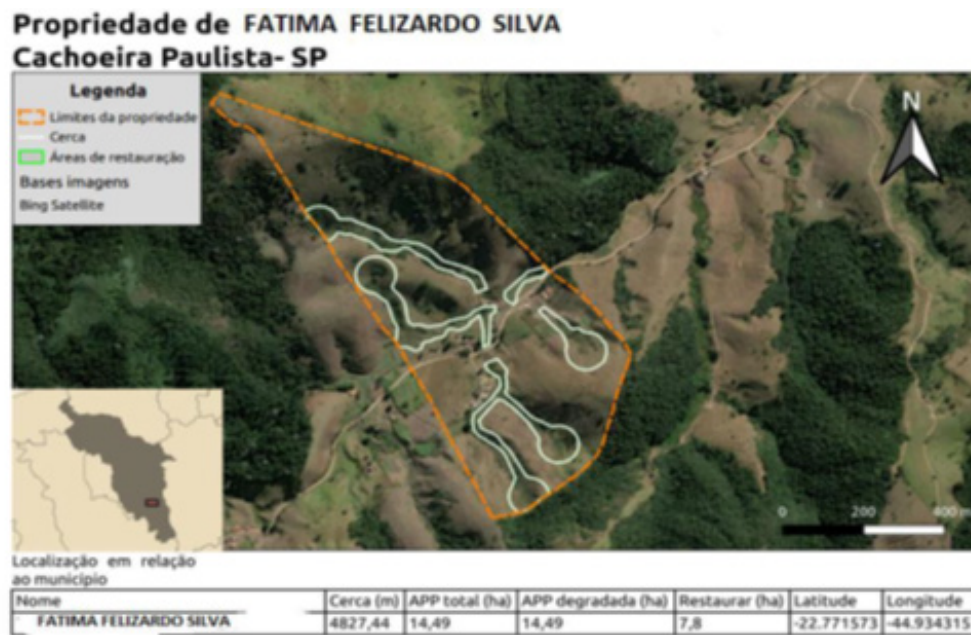 Propriedade de FATIMA FELIZARDO SILVA
Cachoeira Paulista- SP
Legenda
Limites da propriedade
Cerca
Áreas de restauração
Bases imagens
Bing Satellite
N
0 200 400 m
Localização em relação
ao município
Nome Cerca (m) APP total (ha) APP degradada (ha) Restaurar (ha) Latitude Longitude
FATIMA FELIZARDO SILVA 4827,44 14,49 14,49 7,8 -22.771573 -44.934315